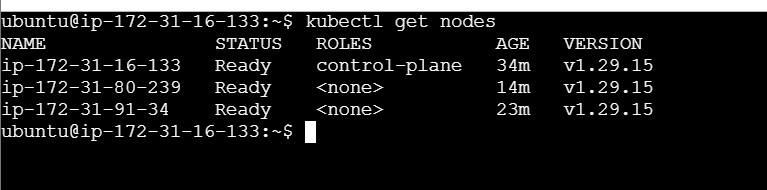 ubuntu@ip-172-31-16-133:~$ kubectl get nodes
NAME STATUS ROLES AGE VERSION
ip-172-31-16-133 Ready control-plane 34m v1.29.15
ip-172-31-80-239 Ready <none> 14m v1.29.15
ip-172-31-91-34 Ready <none> 23m v1.29.15
ubuntu@ip-172-31-16-133:~$